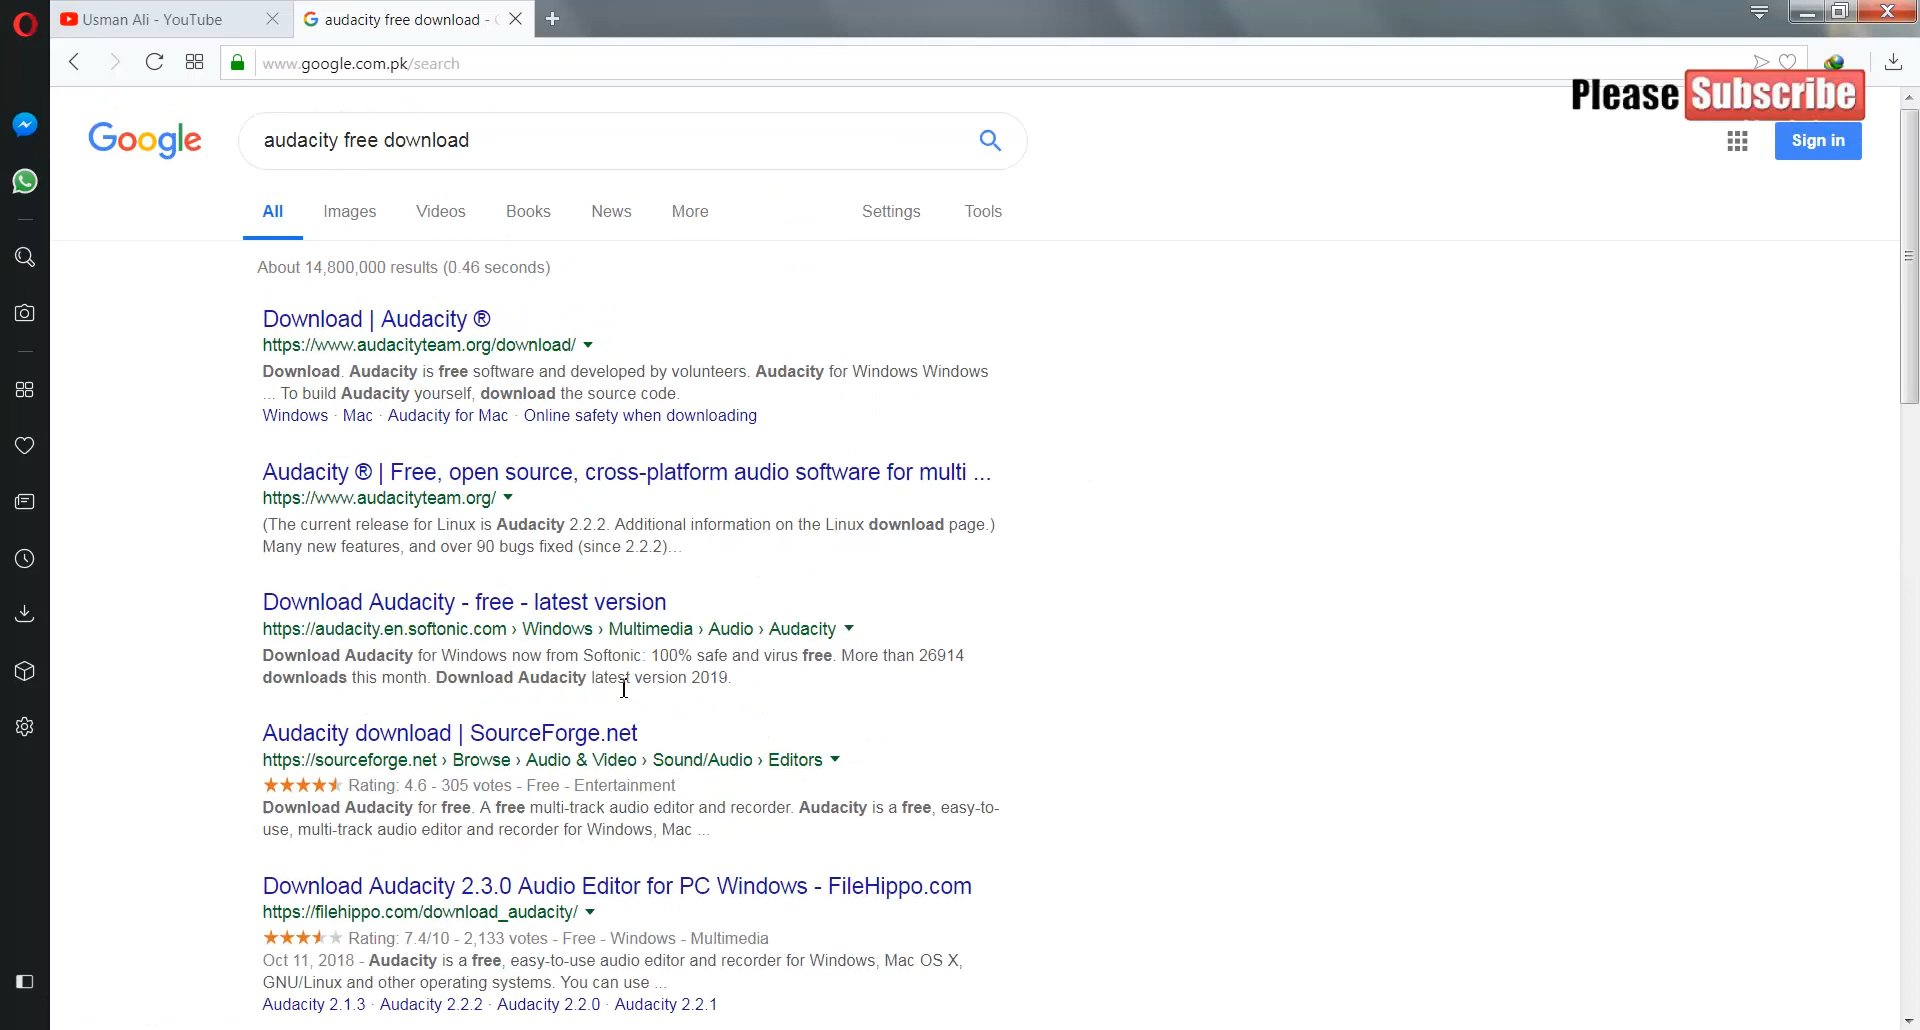 Usman Ali - YouTube
audacity free download -
www.google.com.pk/search
Please Subscribe
Google
audacity free download
Sign in
All Images Videos Books News More Settings Tools
About 14,800,000 results (0.46 seconds)
Download | Audacity ®
https://www.audacityteam.org/download/
Download. Audacity is free software and developed by volunteers. Audacity for Windows Windows
... To build Audacity yourself, download the source code.
Windows · Mac · Audacity for Mac · Online safety when downloading
Audacity ® | Free, open source, cross-platform audio software for multi ...
https://www.audacityteam.org/
(The current release for Linux is Audacity 2.2.2. Additional information on the Linux download page.)
Many new features, and over 90 bugs fixed (since 2.2.2)...
Download Audacity - free - latest version
https://audacity.en.softonic.com › Windows › Multimedia › Audio › Audacity
Download Audacity for Windows now from Softonic: 100% safe and virus free. More than 26914
downloads this month. Download Audacity latest version 2019.
Audacity download | SourceForge.net
https://sourceforge.net › Browse › Audio & Video › Sound/Audio › Editors
Rating: 4.6 - 305 votes - Free - Entertainment
Download Audacity for free. A free multi-track audio editor and recorder. Audacity is a free, easy-to-
use, multi-track audio editor and recorder for Windows, Mac ...
Download Audacity 2.3.0 Audio Editor for PC Windows - FileHippo.com
https://filehippo.com/download_audacity/
Rating: 7.4/10 - 2,133 votes - Free - Windows - Multimedia
Oct 11, 2018 - Audacity is a free, easy-to-use audio editor and recorder for Windows, Mac OS X,
GNU/Linux and other operating systems. You can use ...
Audacity 2.1.3 · Audacity 2.2.2 · Audacity 2.2.0 · Audacity 2.2.1